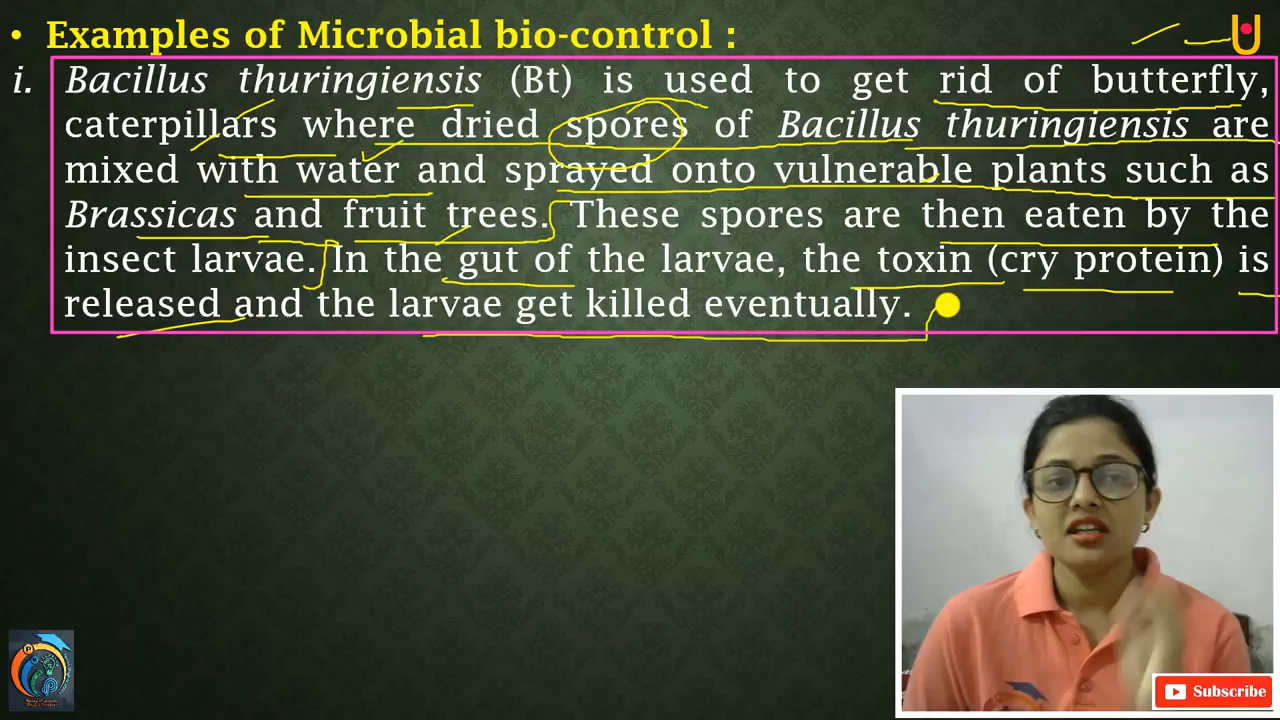 • Examples of Microbial bio-control :
i. Bacillus thuringiensis (Bt) is used to get rid of butterfly,
caterpillars where dried spores of Bacillus thuringiensis are
mixed with water and sprayed onto vulnerable plants such as
Brassicas and fruit trees. These spores are then eaten by the
insect larvae. In the gut of the larvae, the toxin (cry protein) is
released and the larvae get killed eventually.
Subscribe